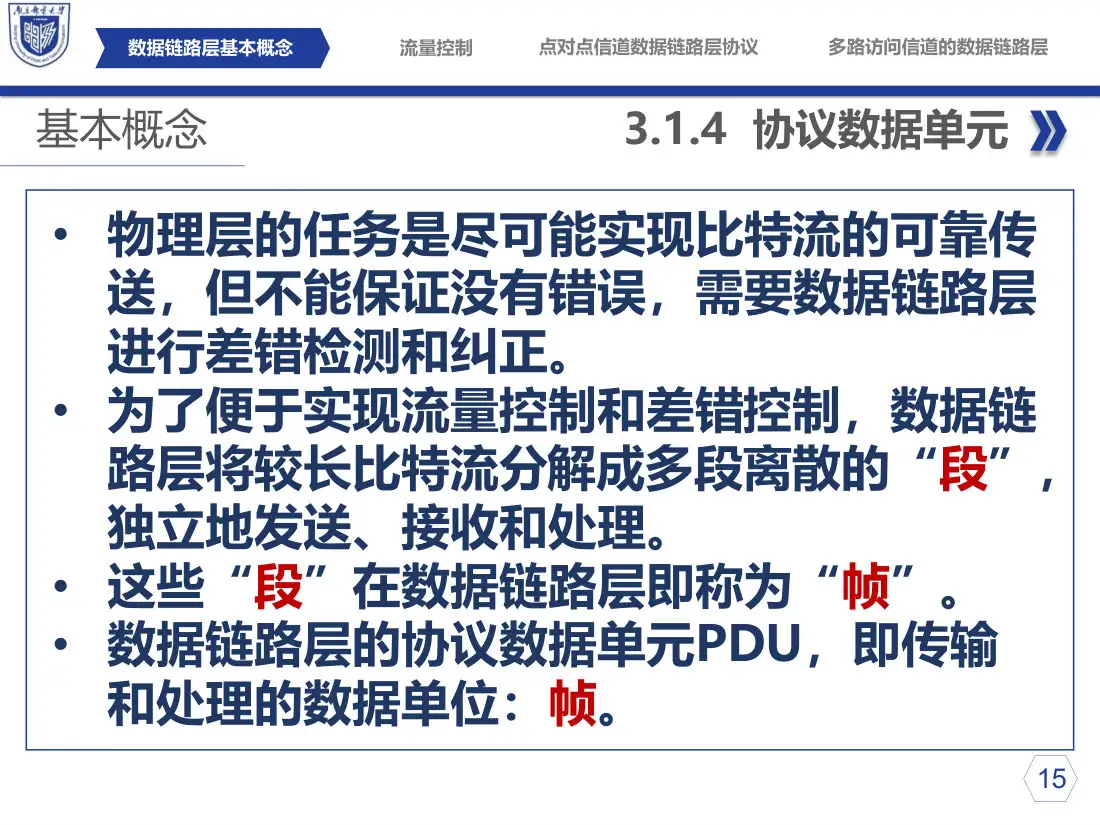 南京邮电大学
数据链路层基本概念
流量控制
点对点信道数据链路层协议
多路访问信道的数据链路层
基本概念
3.1.4 协议数据单元
• 物理层的任务是尽可能实现比特流的可靠传
送，但不能保证没有错误，需要数据链路层
进行差错检测和纠正。
• 为了便于实现流量控制和差错控制，数据链
路层将较长比特流分解成多段离散的“段”，
独立地发送、接收和处理。
• 这些“段”在数据链路层即称为“帧”。
• 数据链路层的协议数据单元PDU，即传输
和处理的数据单位：帧。
15